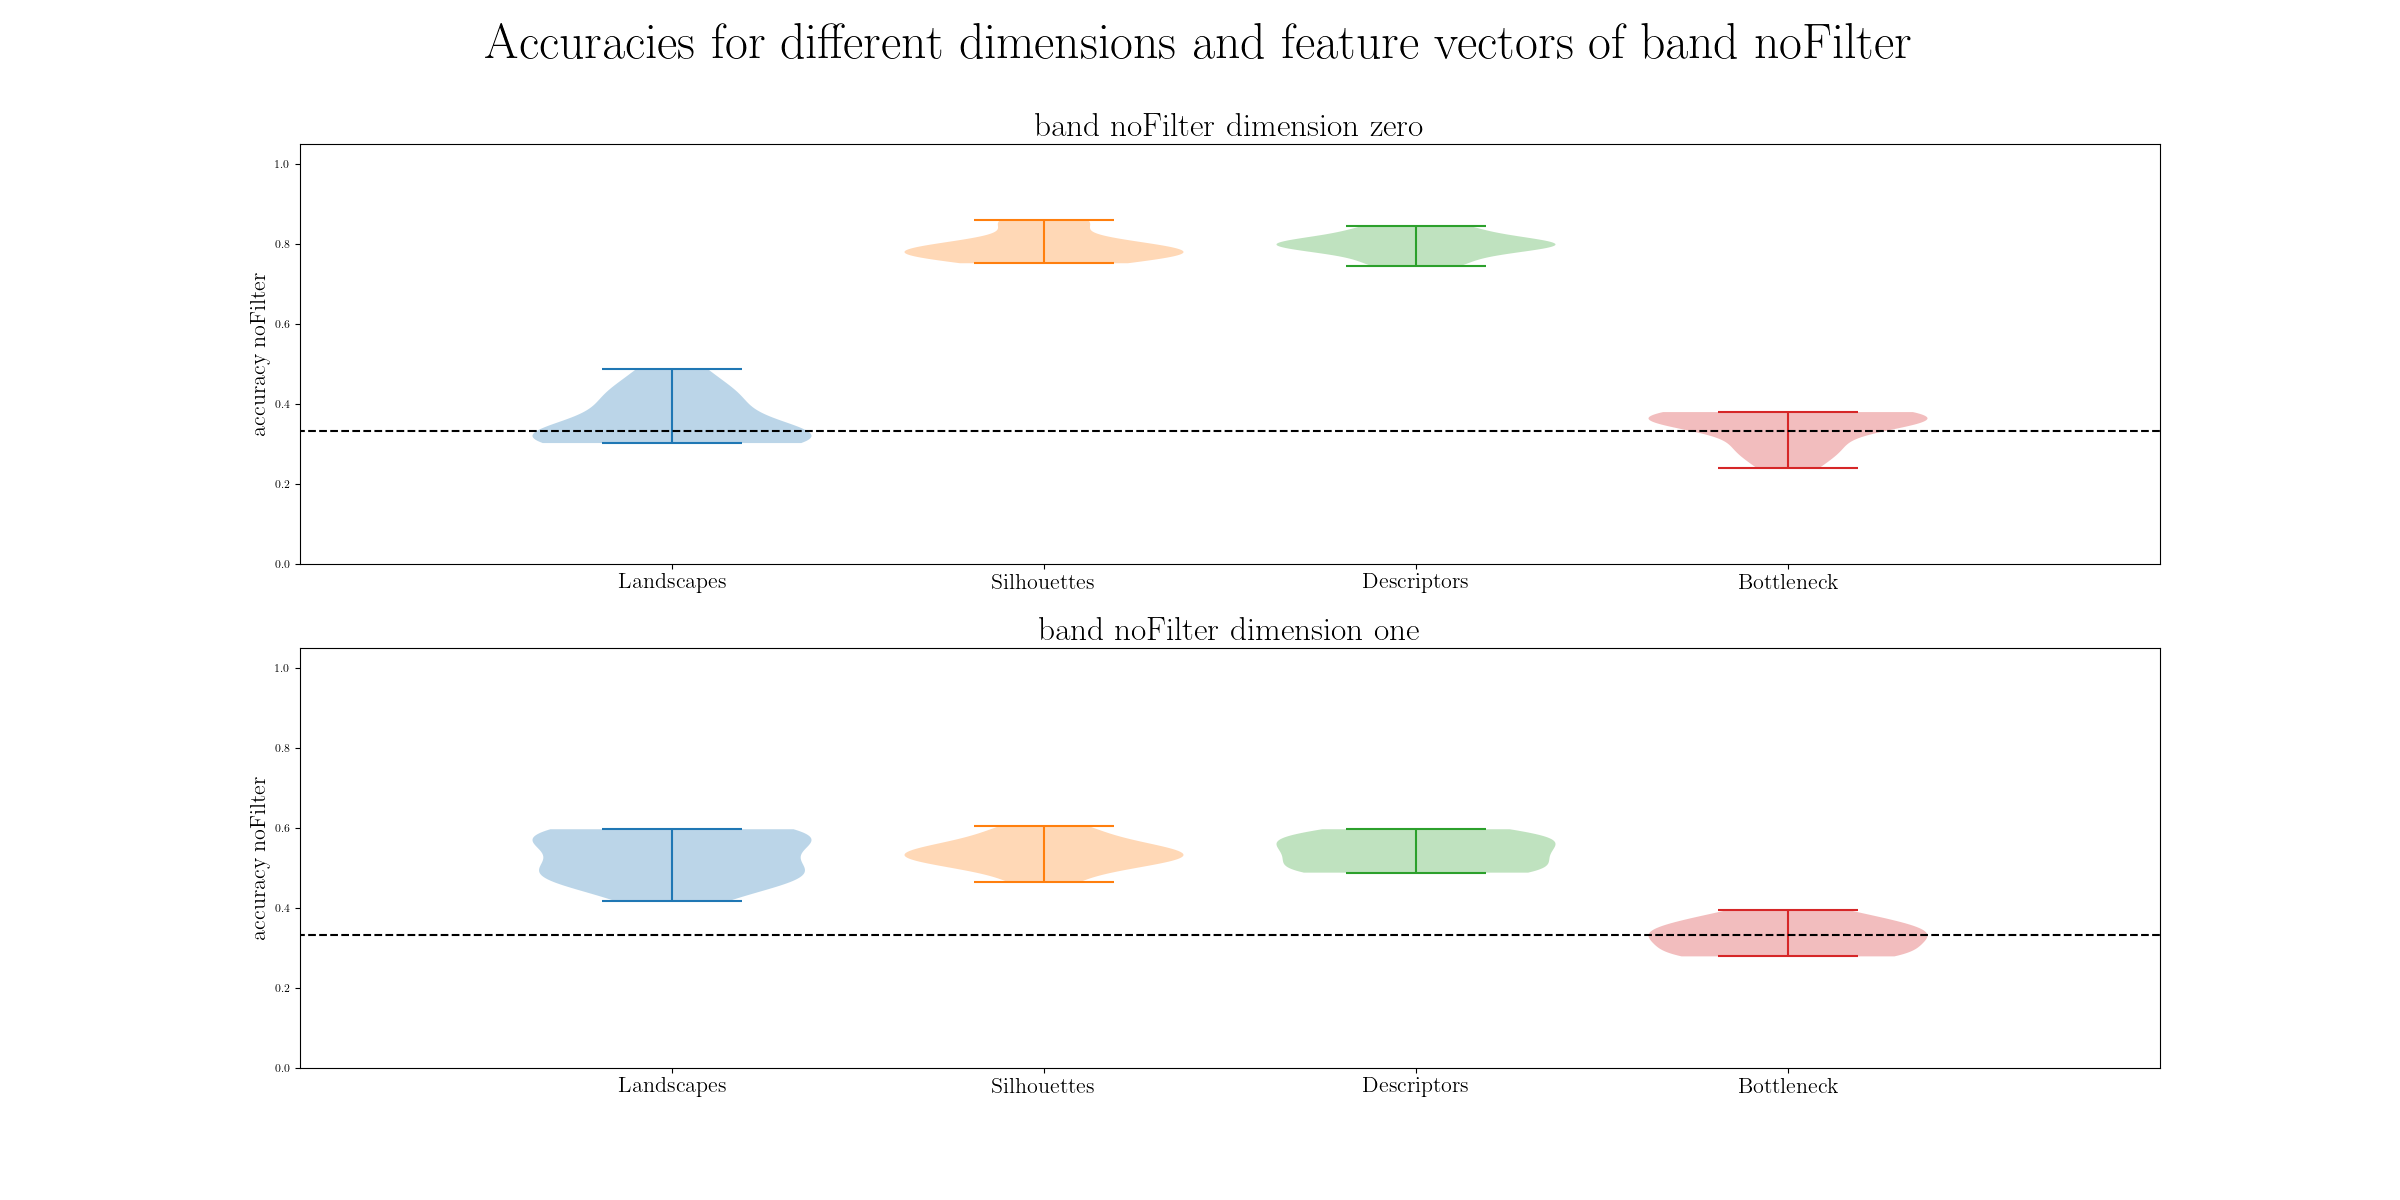 Accuracies for different dimensions and feature vectors of band noFilter
band noFilter dimension zero
accuracy noFilter
1.0
0.8
0.6
0.4
0.2
0.0
Landscapes Silhouettes Descriptors Bottleneck
band noFilter dimension one
accuracy noFilter
1.0
0.8
0.6
0.4
0.2
0.0
Landscapes Silhouettes Descriptors Bottleneck